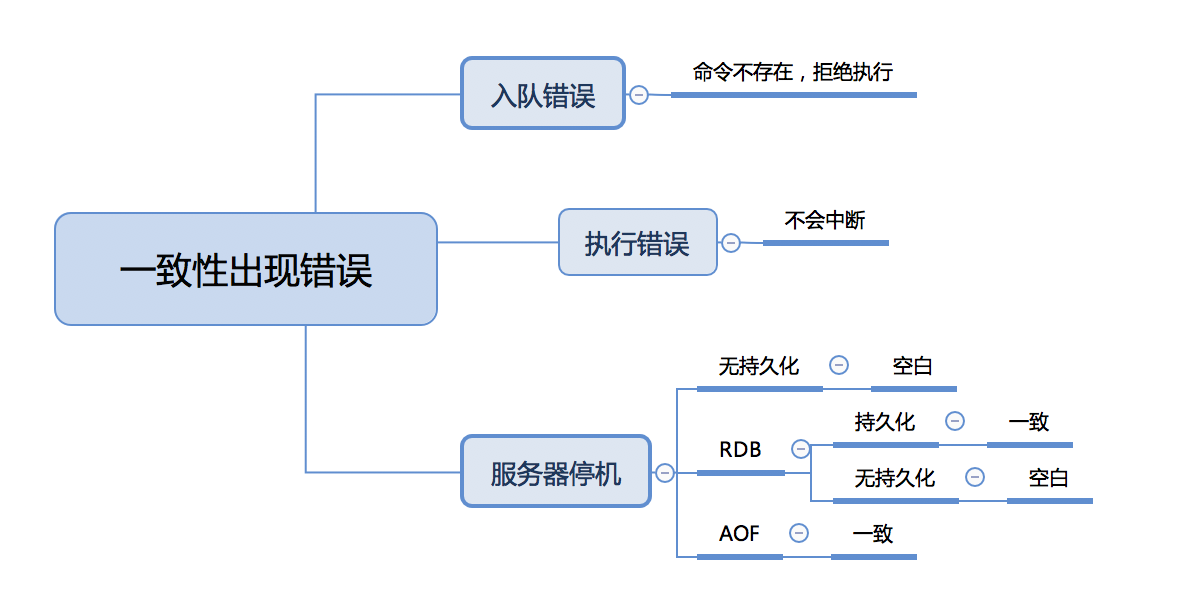 命令不存在，拒绝执行
入队错误
不会中断
执行错误
一致性出现错误
无持久化
空白
持久化
一致
RDB
无持久化
空白
服务器停机
AOF
一致